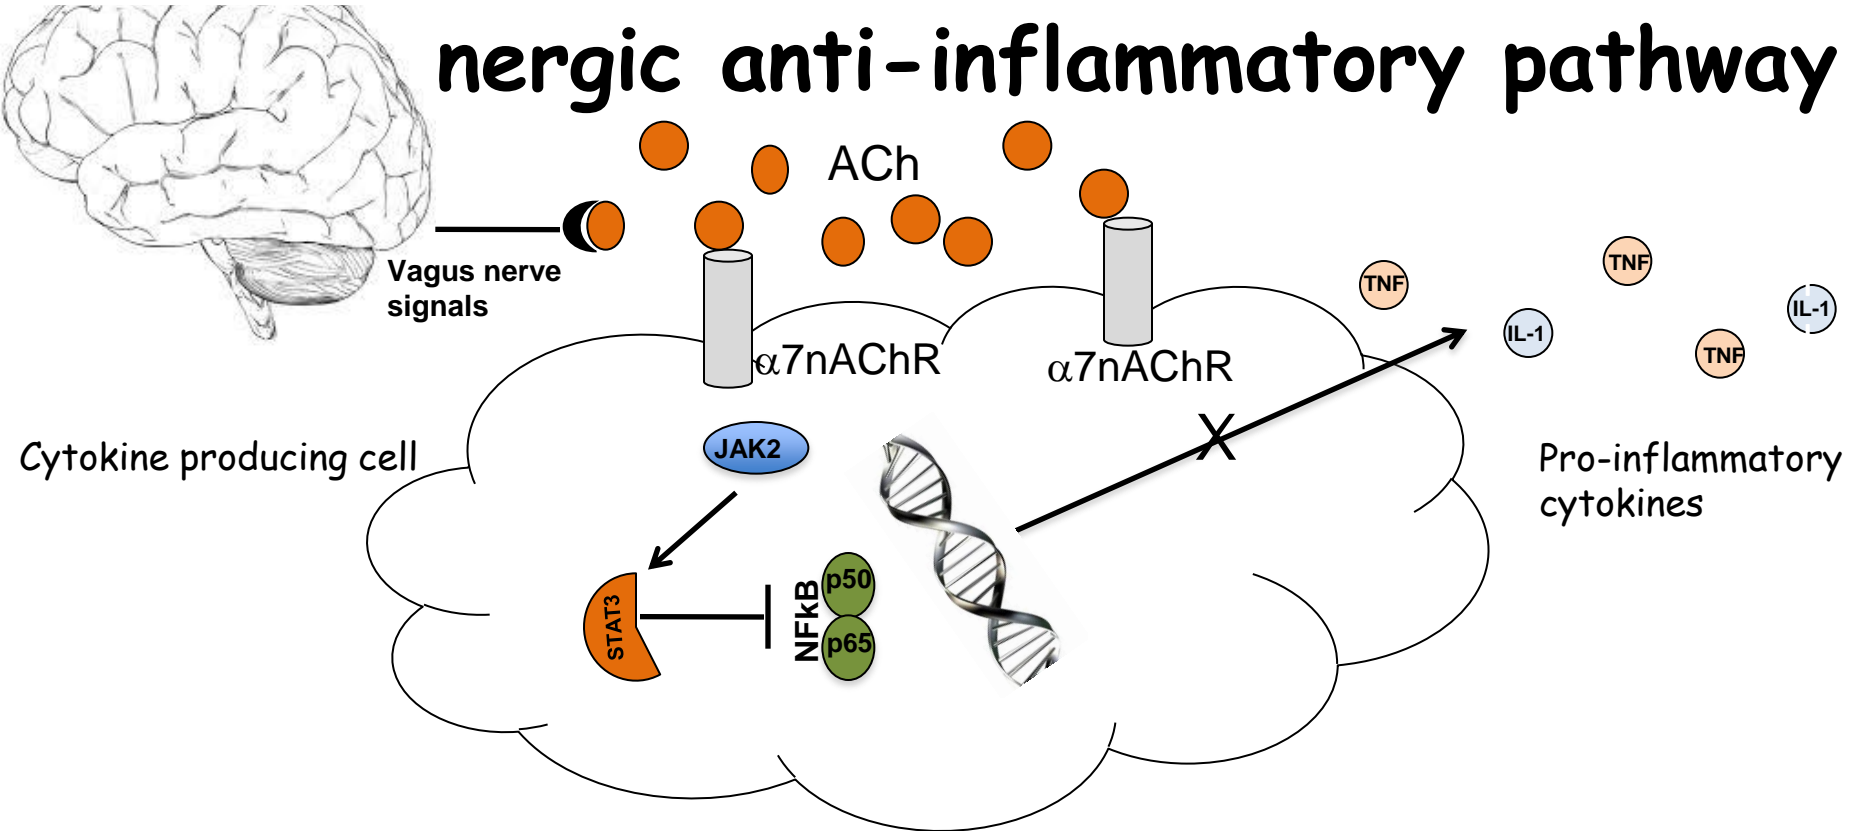 nergic anti-inflammatory pathway
ACh
Vagus nerve
signals
TNF
TNF
IL-1
IL-1
TNF
α7nAChR
α7nAChR
Cytokine producing cell
JAK2
X
Pro-inflammatory
cytokines
STAT3
NFkB
p50
p65